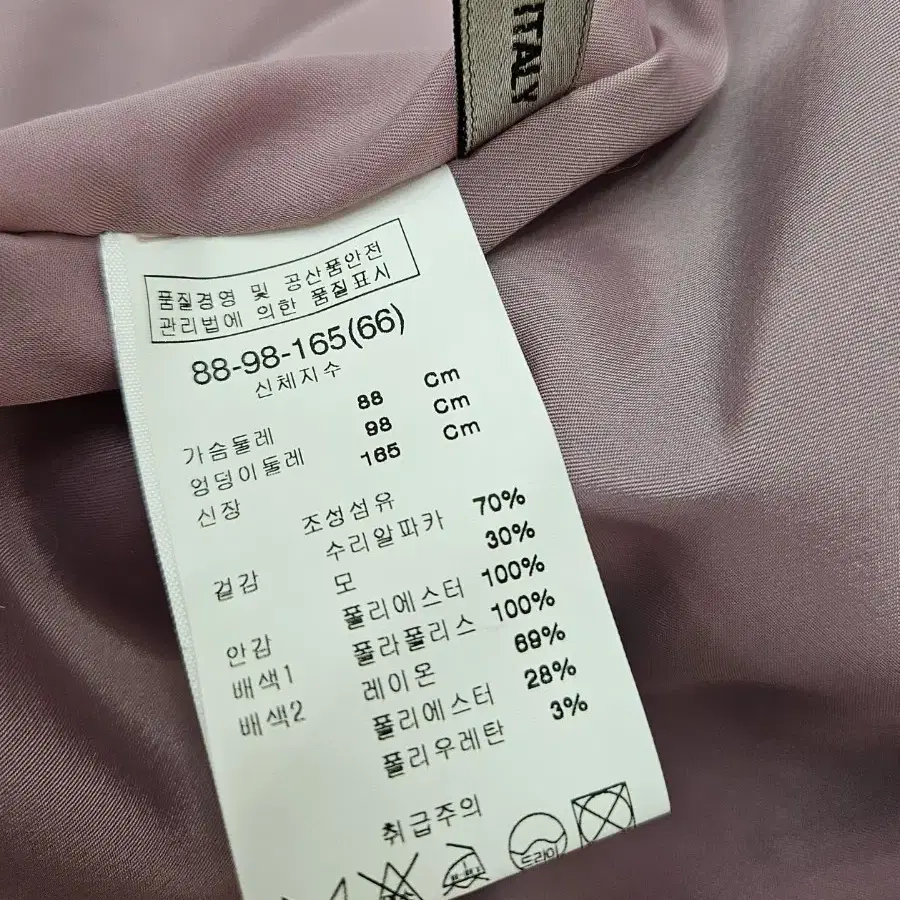 ITALY
품질경영 및 공산품안전
관리법에 의한 품질표시
88-98-165(66)
신체지수
가슴둘레 88 Cm
엉덩이둘레 98 Cm
신장 165 Cm
조성섬유
겉감 수리알파카 70%
모 30%
안감 폴리에스터 100%
배색1 폴라폴리스 100%
배색2 레이온 69%
폴리에스터 28%
폴리우레탄 3%
취급주의
드라이